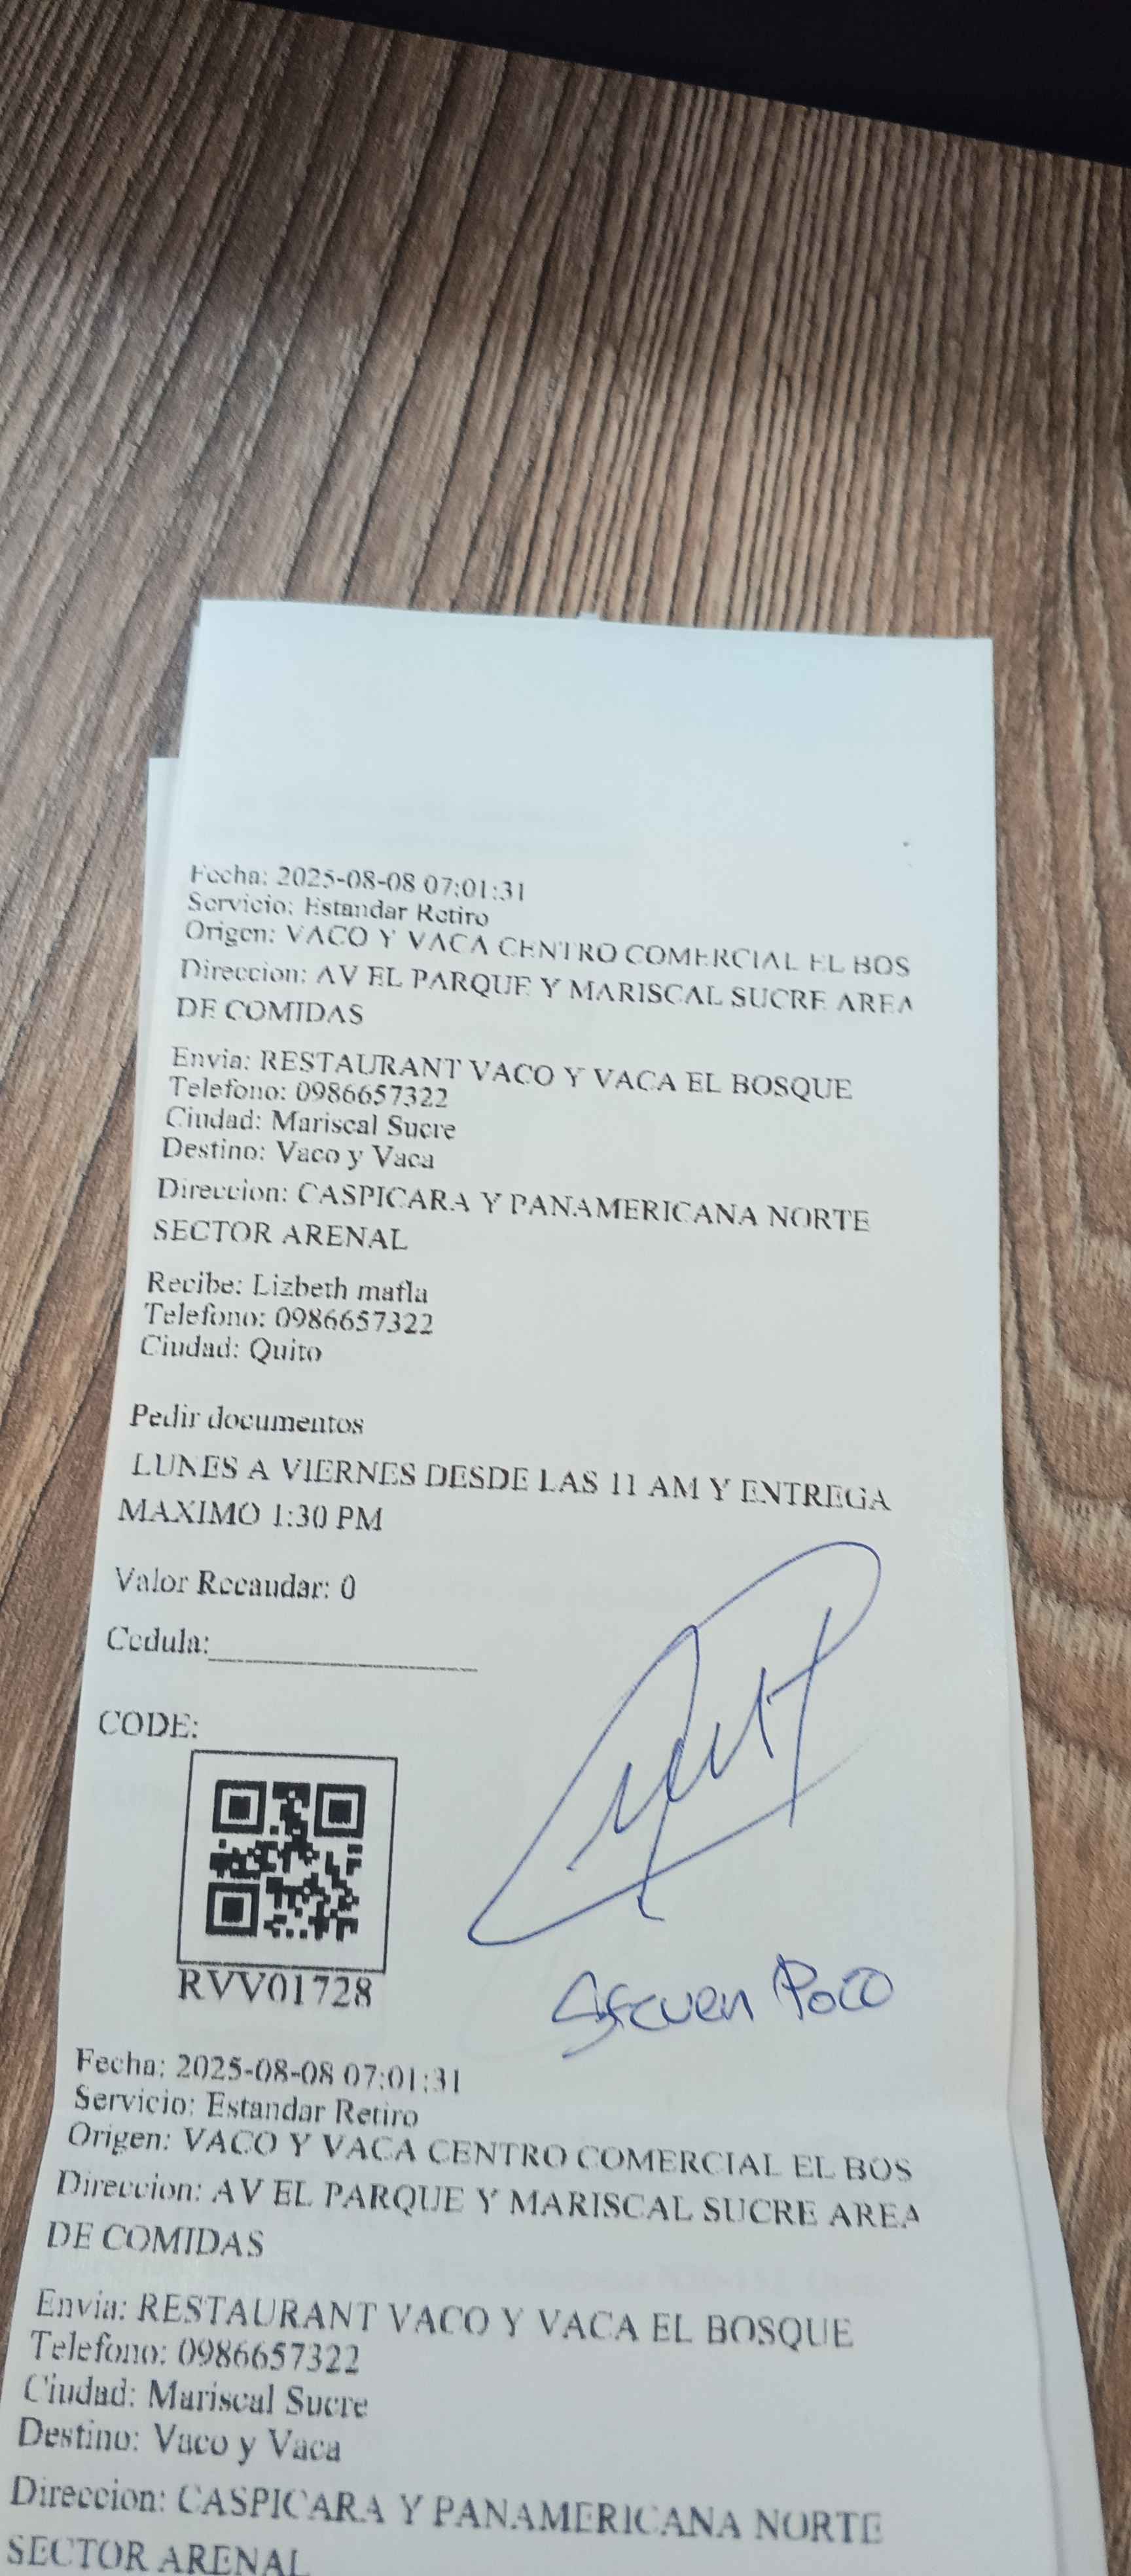 Fecha: 2025-08-08 07:01:31
Servicio: Estandar Retiro
Origen: VACO Y VACA CENTRO COMERCIAL EL BOS
Direccion: AV EL PARQUE Y MARISCAL SUCRE AREA
DE COMIDAS
Envia: RESTAURANT VACO Y VACA EL BOSQUE
Telefono: 0986657322
Ciudad: Mariscal Sucre
Destino: Vaco y Vaca
Direccion: CASPICARA Y PANAMERICANA NORTE
SECTOR ARENAL
Recibe: Lizbeth mafla
Telefono: 0986657322
Ciudad: Quito
Pedir documentos
LUNES A VIERNES DESDE LAS 11 AM Y ENTREGA
MAXIMO 1:30 PM
Valor Recaudar: 0
Cedula:
CODE:
RVV01728
Fecha: 2025-08-08 07:01:31
Servicio: Estandar Retiro
Origen: VACO Y VACA CENTRO COMERCIAL EL BOS
Direccion: AV EL PARQUE Y MARISCAL SUCRE AREA
DE COMIDAS
Envia: RESTAURANT VACO Y VACA EL BOSQUE
Telefono: 0986657322
Ciudad: Mariscal Sucre
Destino: Vaco y Vaca
Direccion: CASPICARA Y PANAMERICANA NORTE
SECTOR ARENAL